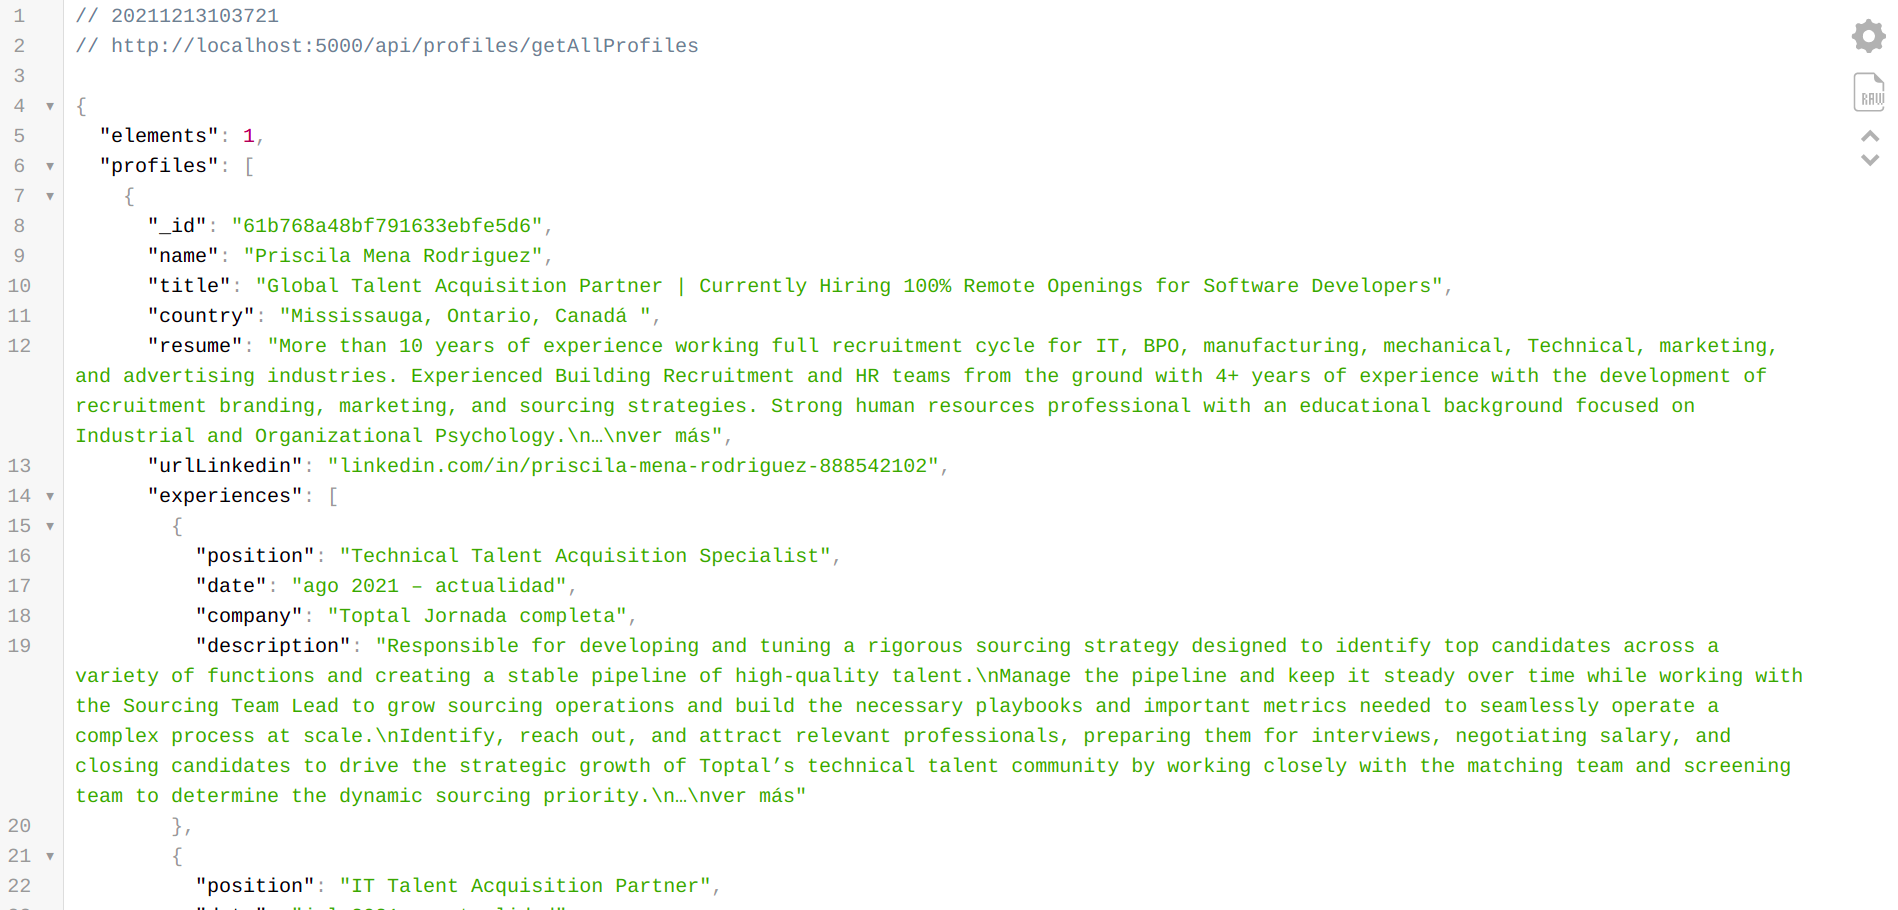 1 // 20211213103721
2 // http://localhost:5000/api/profiles/getAllProfiles
3
4 {
5 "elements": 1,
6 "profiles": [
7 {
8 "_id": "61b768a48bf791633ebfe5d6",
9 "name": "Priscila Mena Rodriguez",
10 "title": "Global Talent Acquisition Partner | Currently Hiring 100% Remote Openings for Software Developers",
11 "country": "Mississauga, Ontario, Canadá ",
12 "resume": "More than 10 years of experience working full recruitment cycle for IT, BPO, manufacturing, mechanical, Technical, marketing,
and advertising industries. Experienced Building Recruitment and HR teams from the ground with 4+ years of experience with the development of
recruitment branding, marketing, and sourcing strategies. Strong human resources professional with an educational background focused on
Industrial and Organizational Psychology.\n…\nver más",
13 "urlLinkedin": "linkedin.com/in/priscila-mena-rodriguez-888542102",
14 "experiences": [
15 {
16 "position": "Technical Talent Acquisition Specialist",
17 "date": "ago 2021 – actualidad",
18 "company": "Toptal Jornada completa",
19 "description": "Responsible for developing and tuning a rigorous sourcing strategy designed to identify top candidates across a
variety of functions and creating a stable pipeline of high-quality talent.\nManage the pipeline and keep it steady over time while working with
the Sourcing Team Lead to grow sourcing operations and build the necessary playbooks and important metrics needed to seamlessly operate a
complex process at scale.\nIdentify, reach out, and attract relevant professionals, preparing them for interviews, negotiating salary, and
closing candidates to drive the strategic growth of Toptal’s technical talent community by working closely with the matching team and screening
team to determine the dynamic sourcing priority.\n…\nver más"
20 },
21 {
22 "position": "IT Talent Acquisition Partner",
RAW